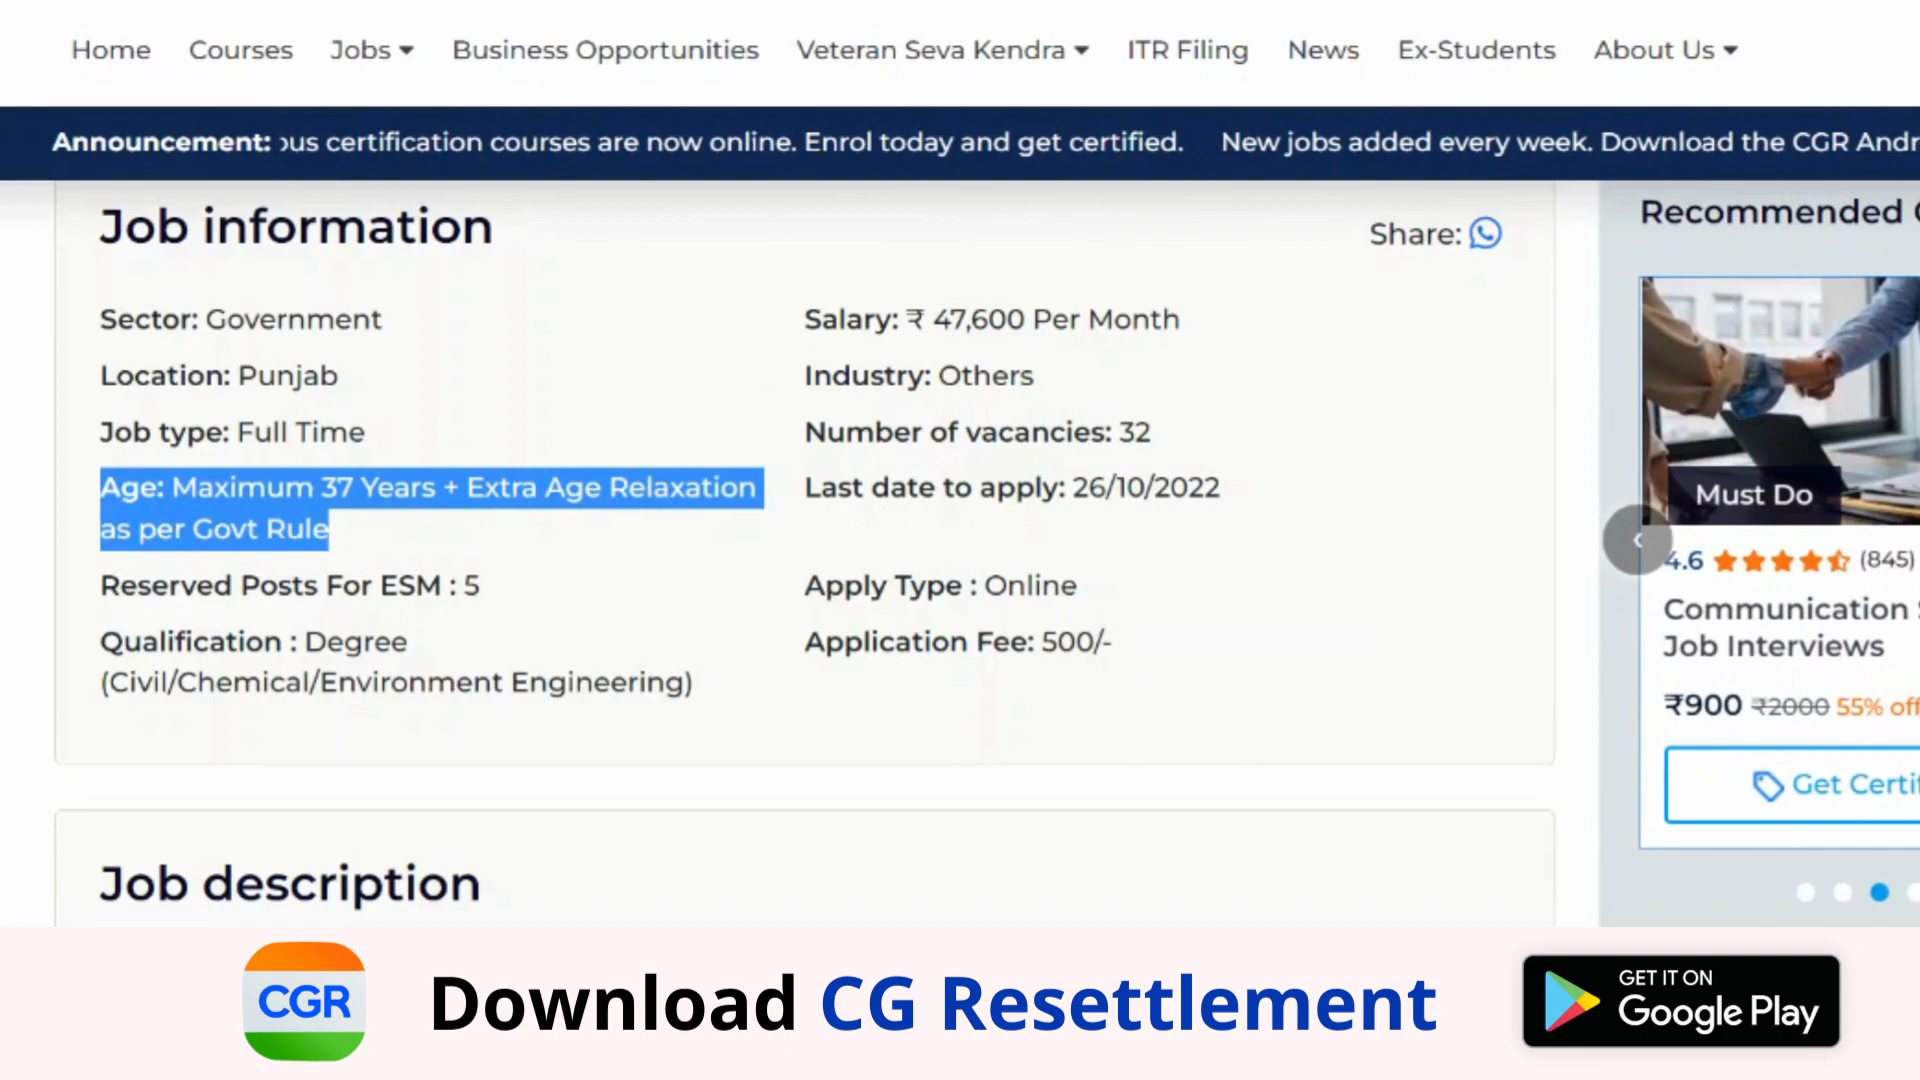 Home Courses Jobs Business Opportunities Veteran Seva Kendra ITR Filing News Ex-Students About Us
Announcement: certification courses are now online. Enrol today and get certified. New jobs added every week. Download the CGR
Job information
Share:
Sector: Government
Salary: ₹ 47,600 Per Month
Location: Punjab
Industry: Others
Job type: Full Time
Number of vacancies: 32
Age: Maximum 37 Years + Extra Age Relaxation
as per Govt Rule
Last date to apply: 26/10/2022
Reserved Posts For ESM : 5
Apply Type : Online
Qualification : Degree
(Civil/Chemical/Environment Engineering)
Application Fee: 500/-
Job description
Recommended
Must Do
4.6 (845)
Communication
Job Interviews
₹900 ₹2000 55% off
Get
CGR
Download CG Resettlement
GET IT ON
Google Play